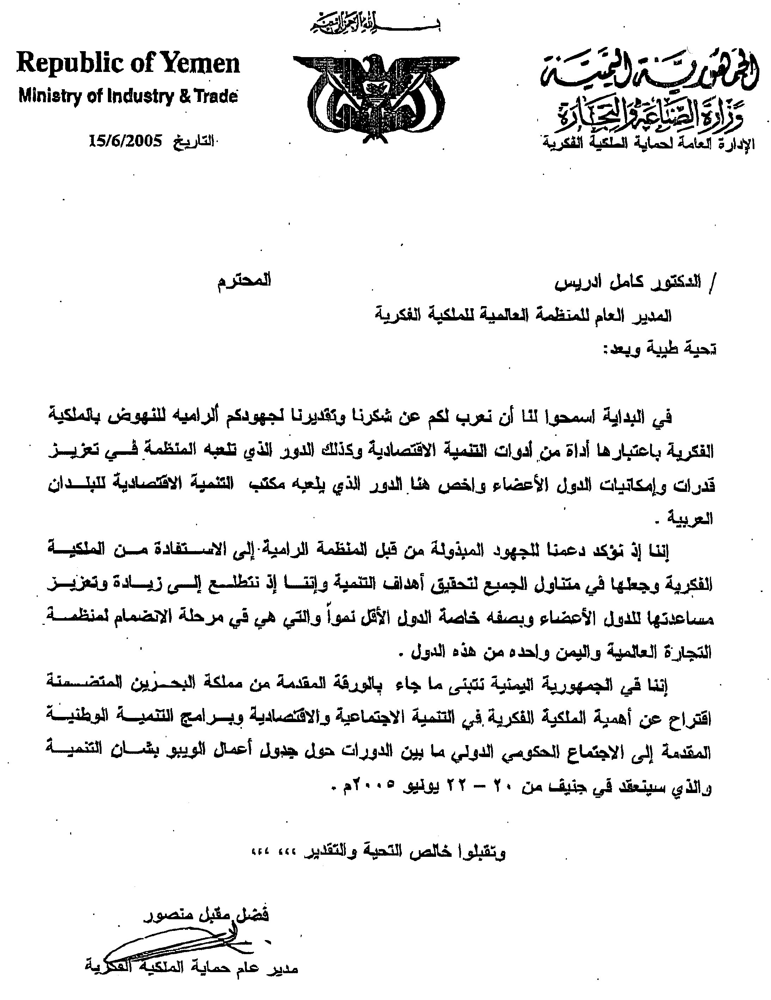 بسم الله الرحمن الرحيم
Republic of Yemen
Ministry of Industry & Trade
التاريخ 15/6/2005
الجمهورية اليمنية
وزارة الصناعة والتجارة
الإدارة العامة لحماية الملكية الفكرية
/ الدكتور كامل ادريس المحترم
المدير العام للمنظمة العالمية للملكية الفكرية
تحية طيبة وبعد:
في البداية اسمحوا لنا أن نعرب لكم عن شكرنا وتقديرنا لجهودكم ألراميه للنهوض بالملكية
الفكرية باعتبارها أداة من أدوات التنمية الاقتصادية وكذلك الدور الذي تلعبه المنظمة في تعزيز
قدرات وإمكانيات الدول الأعضاء واخص هنا الدور الذي يلعبه مكتب التنمية الاقتصادية للبلدان
العربية .
إننا إذ نؤكد دعمنا للجهود المبذولة من قبل المنظمة الرامية إلى الاستفادة من الملكية
الفكرية وجعلها في متناول الجميع لتحقيق أهداف التنمية وإننا إذ نتطلع إلى زيادة وتعزيز
مساعدتها للدول الأعضاء وبصفه خاصة الدول الأقل نمواً والتي هي في مرحلة الانضمام لمنظمة
التجارة العالمية واليمن واحده من هذه الدول .
إننا في الجمهورية اليمنية نتبنى ما جاء بالورقة المقدمة من مملكة البحرين المتضمنة
اقتراح عن أهمية الملكية الفكرية في التنمية الاجتماعية والاقتصادية وبرامج التنمية الوطنية
المقدمة إلى الاجتماع الحكومي الدولي ما بين الدورات حول جدول أعمال الويبو بشان التنمية
والذي سينعقد في جنيف من ٢٠ – ٢٢ يونيو ٢٠٠٥م .
وتقبلوا خالص التحية والتقدير ،،، ،،،
فضل مقبل منصور
مدير عام حماية الملكية الفكرية